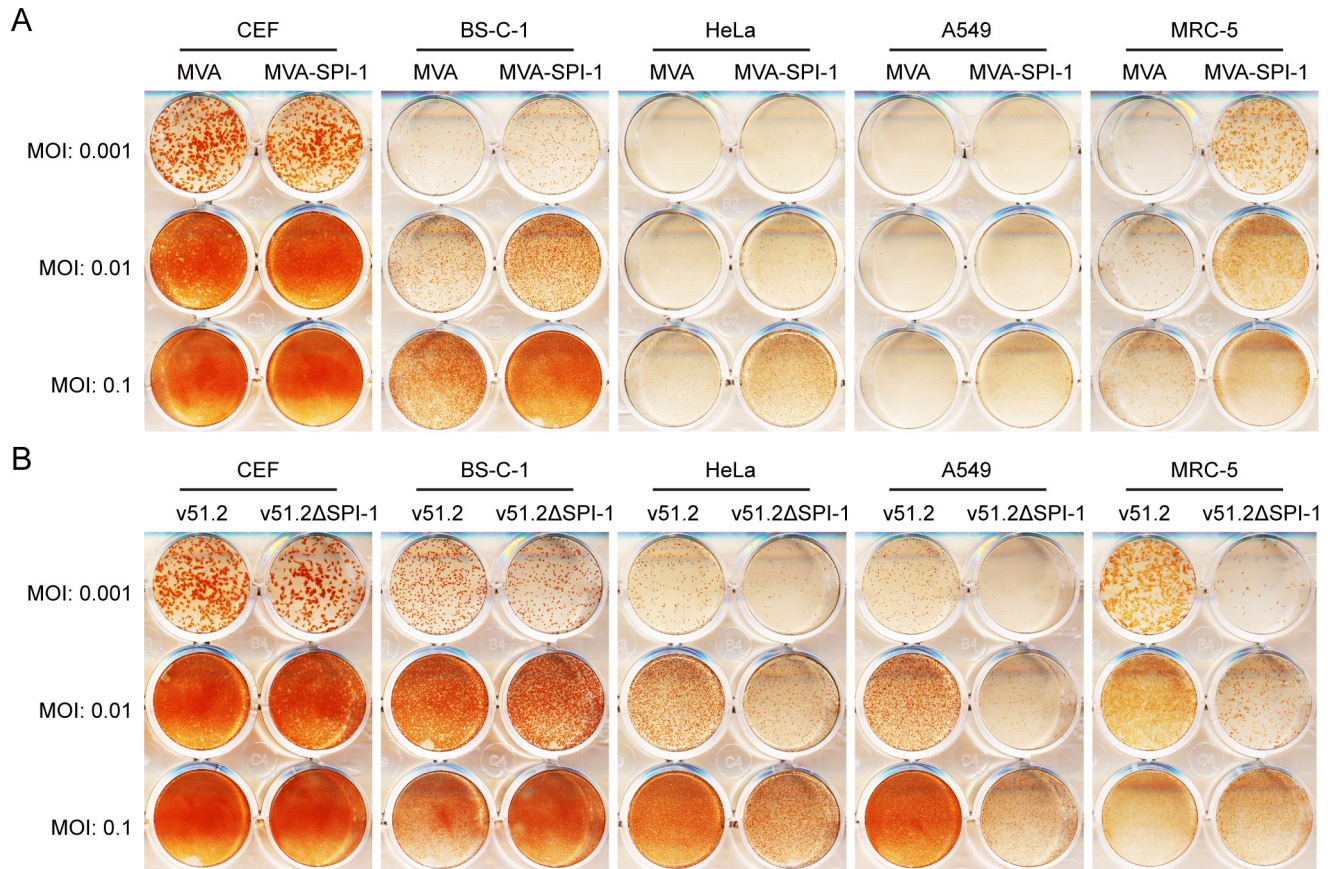 A
CEF BS-C-1 HeLa A549 MRC-5
MVA MVA-SPI-1 MVA MVA-SPI-1 MVA MVA-SPI-1 MVA MVA-SPI-1 MVA MVA-SPI-1
MOI: 0.001
MOI: 0.01
MOI: 0.1
B
CEF BS-C-1 HeLa A549 MRC-5
v51.2 v51.2ΔSPI-1 v51.2 v51.2ΔSPI-1 v51.2 v51.2ΔSPI-1 v51.2 v51.2ΔSPI-1 v51.2 v51.2ΔSPI-1
MOI: 0.001
MOI: 0.01
MOI: 0.1